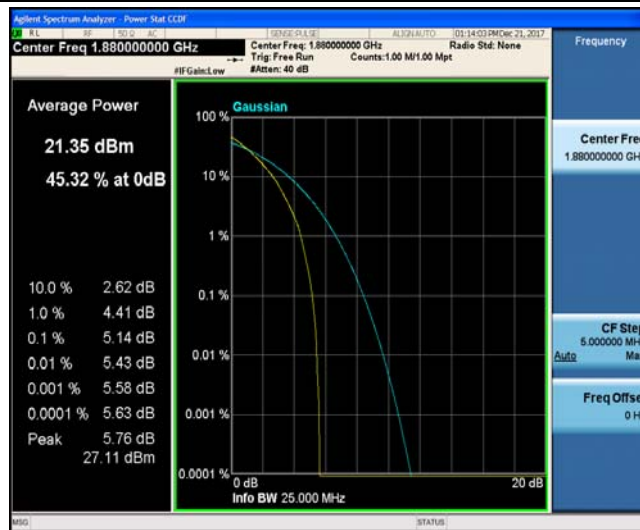 Agilent Spectrum Analyzer - Power Stat CCDF
RL RF 50 Ω AC SENSE:PULSE ALIGN AUTO 01:14:03 PM Dec 21, 2017
Center Freq 1.880000000 GHz
Center Freq: 1.880000000 GHz Radio Std: None
Trig: Free Run Counts:1.00 M/1.00 Mpt
#IFGain:Low #Atten: 40 dB
Frequency
Average Power
21.35 dBm
45.32 % at 0dB
10.0 % 2.62 dB
1.0 % 4.41 dB
0.1 % 5.14 dB
0.01 % 5.43 dB
0.001 % 5.58 dB
0.0001 % 5.63 dB
Peak 5.76 dB
27.11 dBm
Gaussian
100 %
10 %
1 %
0.1 %
0.01 %
0.001 %
0.0001 %
0 dB 20 dB
Info BW 25.000 MHz
Center Fre
1.880000000 GH
CF Step
5.000000 MH
Auto Ma
Freq Offse
0 H
MSG STATUS